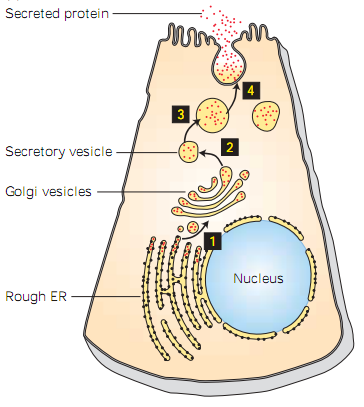 Secreted protein
4
3
2
Secretory vesicle
Golgi vesicles
1
Nucleus
Rough ER